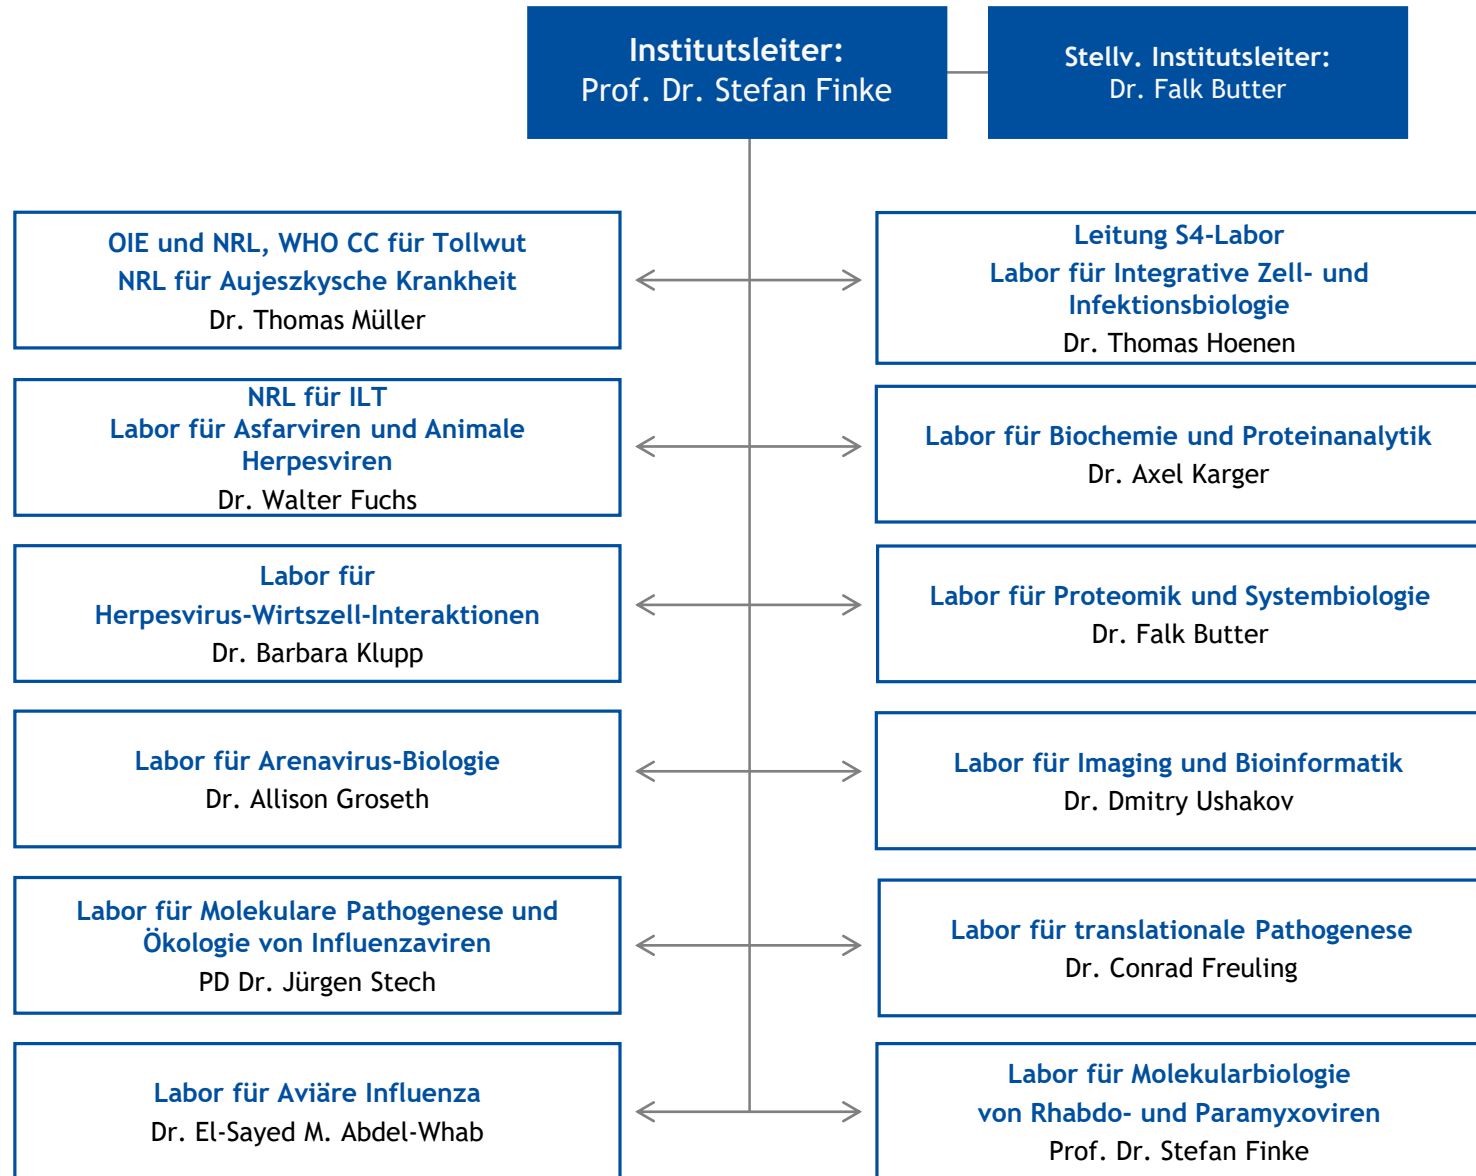 Institutsleiter:
Prof. Dr. Stefan Finke
Stellv. Institutsleiter:
Dr. Falk Butter
OIE und NRL, WHO CC für Tollwut
NRL für Aujeszkysche Krankheit
Dr. Thomas Müller
Leitung S4-Labor
Labor für Integrative Zell- und
Infektionsbiologie
Dr. Thomas Hoenen
NRL für ILT
Labor für Asfarviren und Animale
Herpesviren
Dr. Walter Fuchs
Labor für Biochemie und Proteinanalytik
Dr. Axel Karger
Labor für
Herpesvirus-Wirtszell-Interaktionen
Dr. Barbara Klupp
Labor für Proteomik und Systembiologie
Dr. Falk Butter
Labor für Arenavirus-Biologie
Dr. Allison Groseth
Labor für Imaging und Bioinformatik
Dr. Dmitry Ushakov
Labor für Molekulare Pathogenese und
Ökologie von Influenzaviren
PD Dr. Jürgen Stech
Labor für translationale Pathogenese
Dr. Conrad Freuling
Labor für Aviäre Influenza
Dr. El-Sayed M. Abdel-Whab
Labor für Molekularbiologie
von Rhabdo- und Paramyxoviren
Prof. Dr. Stefan Finke